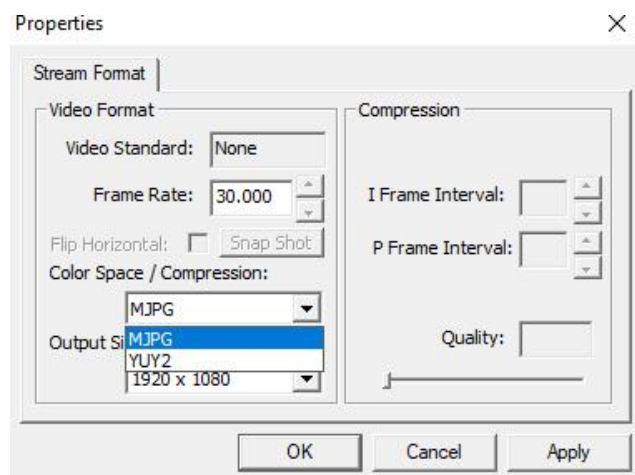 Properties
Stream Format
Video Format
Video Standard: None
Frame Rate: 30.000
Flip Horizontal: Snap Shot
Color Space / Compression:
MJPG
MJPG
YUY2
Output Si
1920 x 1080
Compression
I Frame Interval:
P Frame Interval:
Quality:
OK Cancel Apply